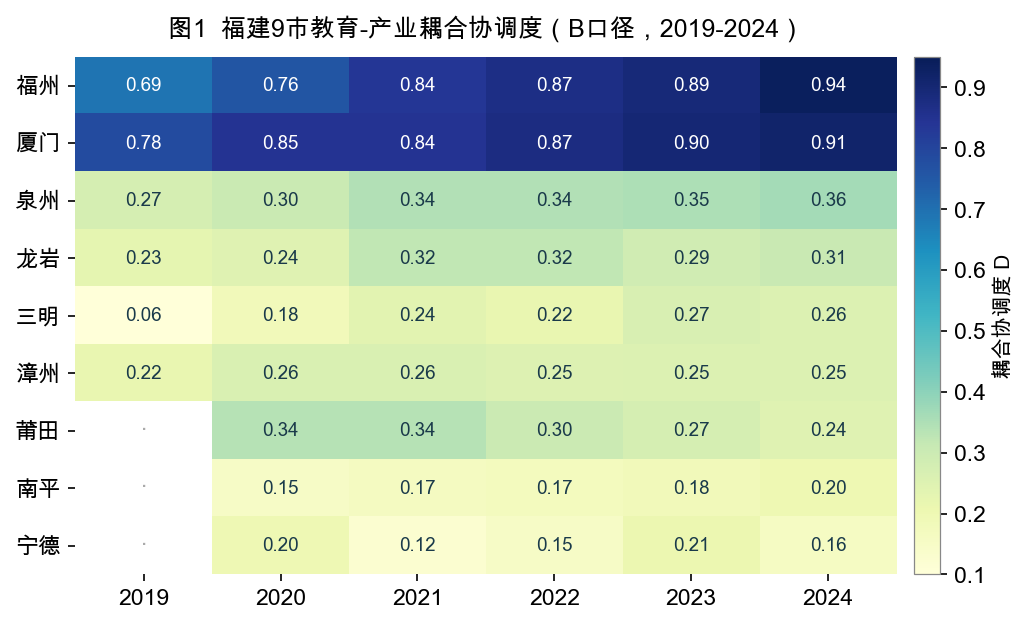 图1 福建9市教育-产业耦合协调度（B口径，2019-2024）
福州 0.69 0.76 0.84 0.87 0.89 0.94
厦门 0.78 0.85 0.84 0.87 0.90 0.91
泉州 0.27 0.30 0.34 0.34 0.35 0.36
龙岩 0.23 0.24 0.32 0.32 0.29 0.31
三明 0.06 0.18 0.24 0.22 0.27 0.26
漳州 0.22 0.26 0.26 0.25 0.25 0.25
莆田 · 0.34 0.34 0.30 0.27 0.24
南平 · 0.15 0.17 0.17 0.18 0.20
宁德 · 0.20 0.12 0.15 0.21 0.16
2019 2020 2021 2022 2023 2024
0.9
0.8
0.7
0.6
0.5
0.4
0.3
0.2
0.1
耦合协调度 D